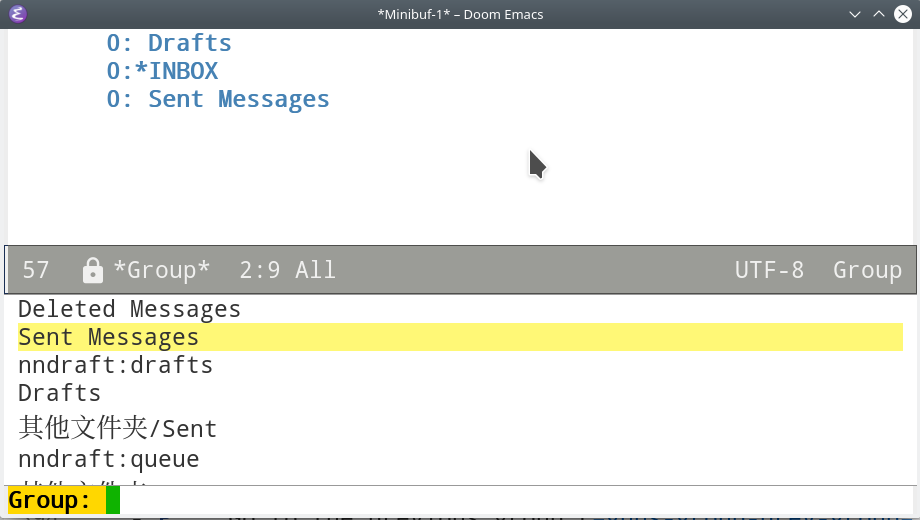 *Minibuf-1* – Doom Emacs
0: Drafts
0:*INBOX
0: Sent Messages
57 *Group* 2:9 All UTF-8 Group
Deleted Messages
Sent Messages
nndraft:drafts
Drafts
其他文件夹/Sent
nndraft:queue
Group: